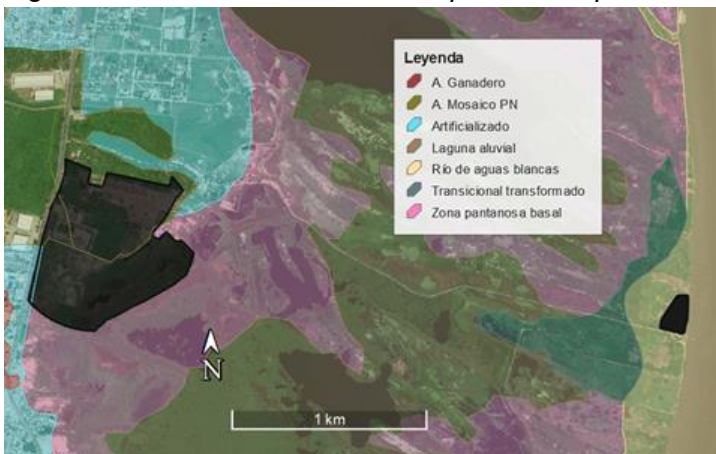 Leyenda
A. Ganadero
A. Mosaico PN
Artificializado
Laguna aluvial
Río de aguas blancas
Transicional transformado
Zona pantanosa basal
N
1 km